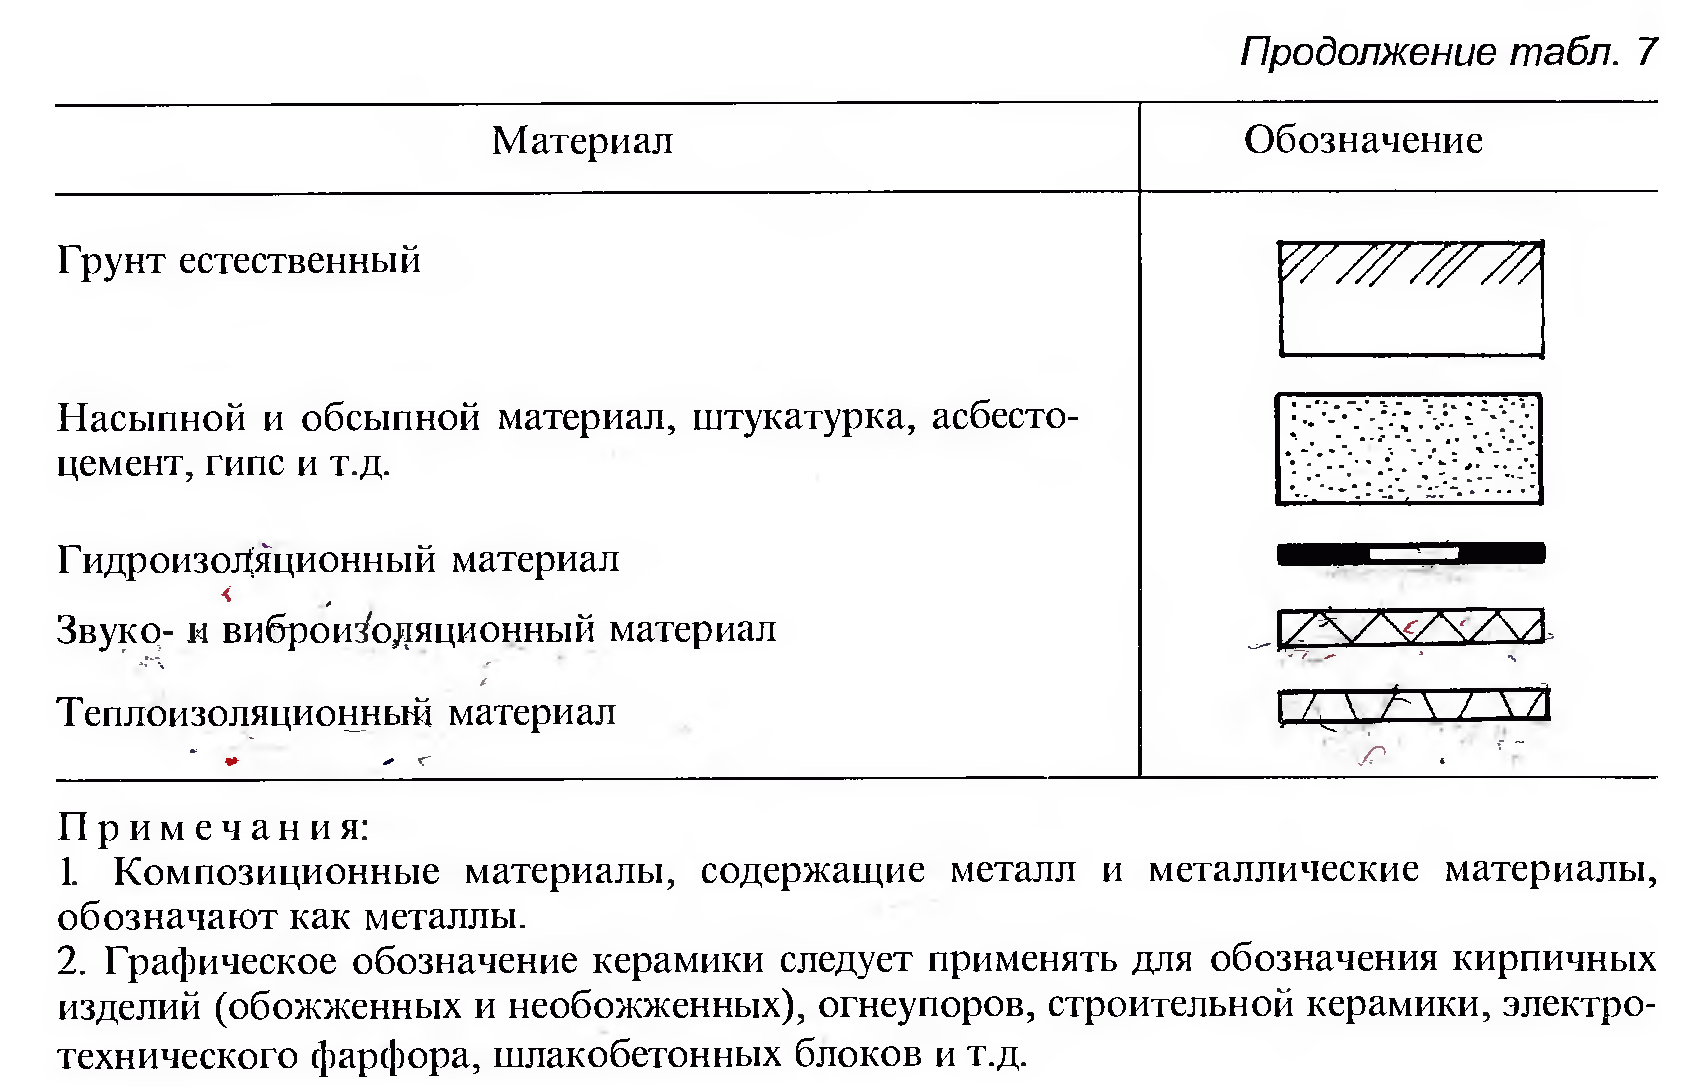 Продолжение табл. 7
Материал
Обозначение
Грунт естественный
Насыпной и обсыпной материал, штукатурка, асбесто-
цемент, гипс и т.д.
Гидроизоляционный материал
Звуко- и виброизоляционный материал
Теплоизоляционный материал
Примечания:
1. Композиционные материалы, содержащие металл и металлические материалы,
обозначают как металлы.
2. Графическое обозначение керамики следует применять для обозначения кирпичных
изделий (обожженных и необожженных), огнеупоров, строительной керамики, электро-
технического фарфора, шлакобетонных блоков и т.д.